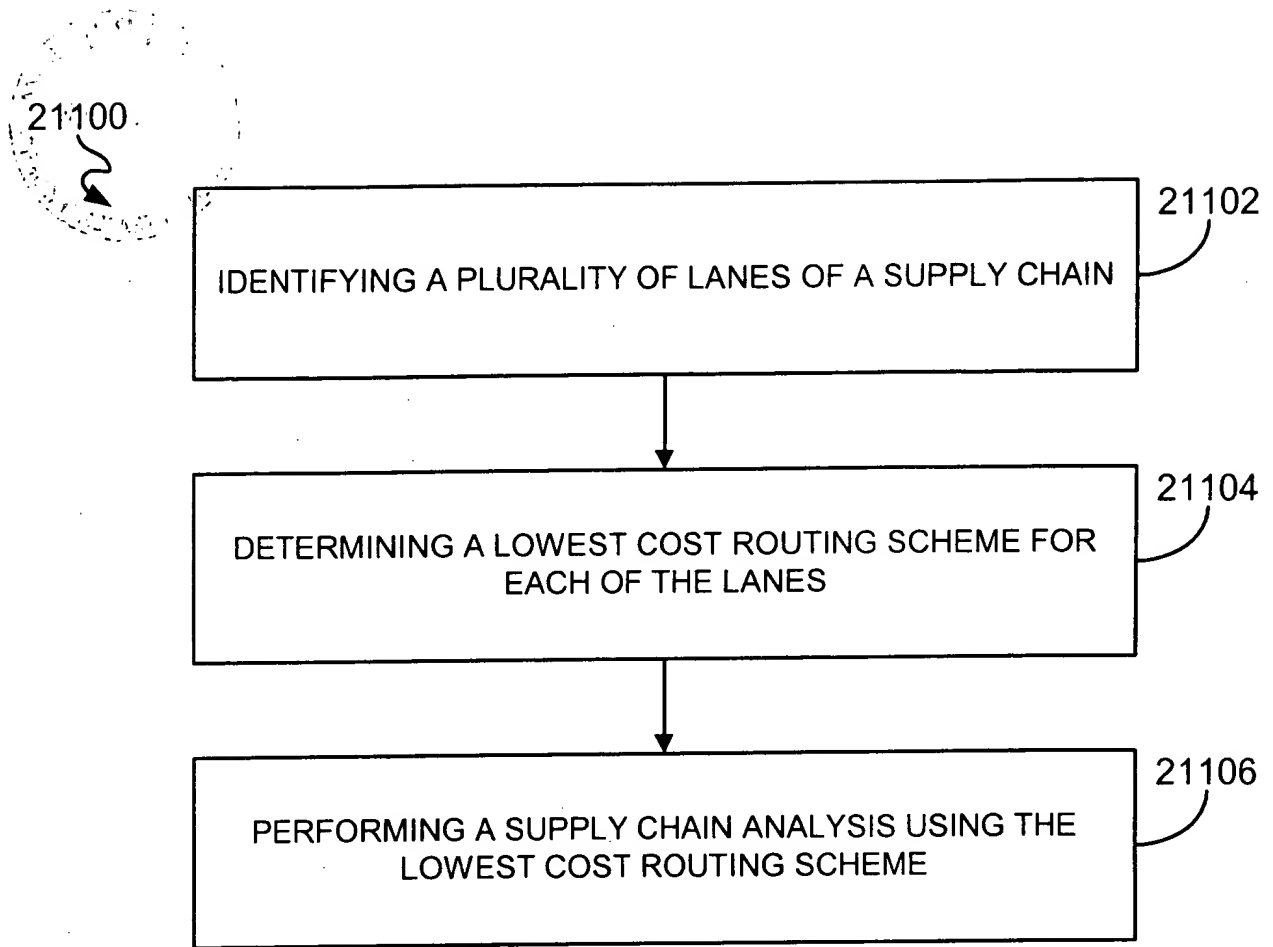 21100
21102
IDENTIFYING A PLURALITY OF LANES OF A SUPPLY CHAIN
21104
DETERMINING A LOWEST COST ROUTING SCHEME FOR
EACH OF THE LANES
21106
PERFORMING A SUPPLY CHAIN ANALYSIS USING THE
LOWEST COST ROUTING SCHEME